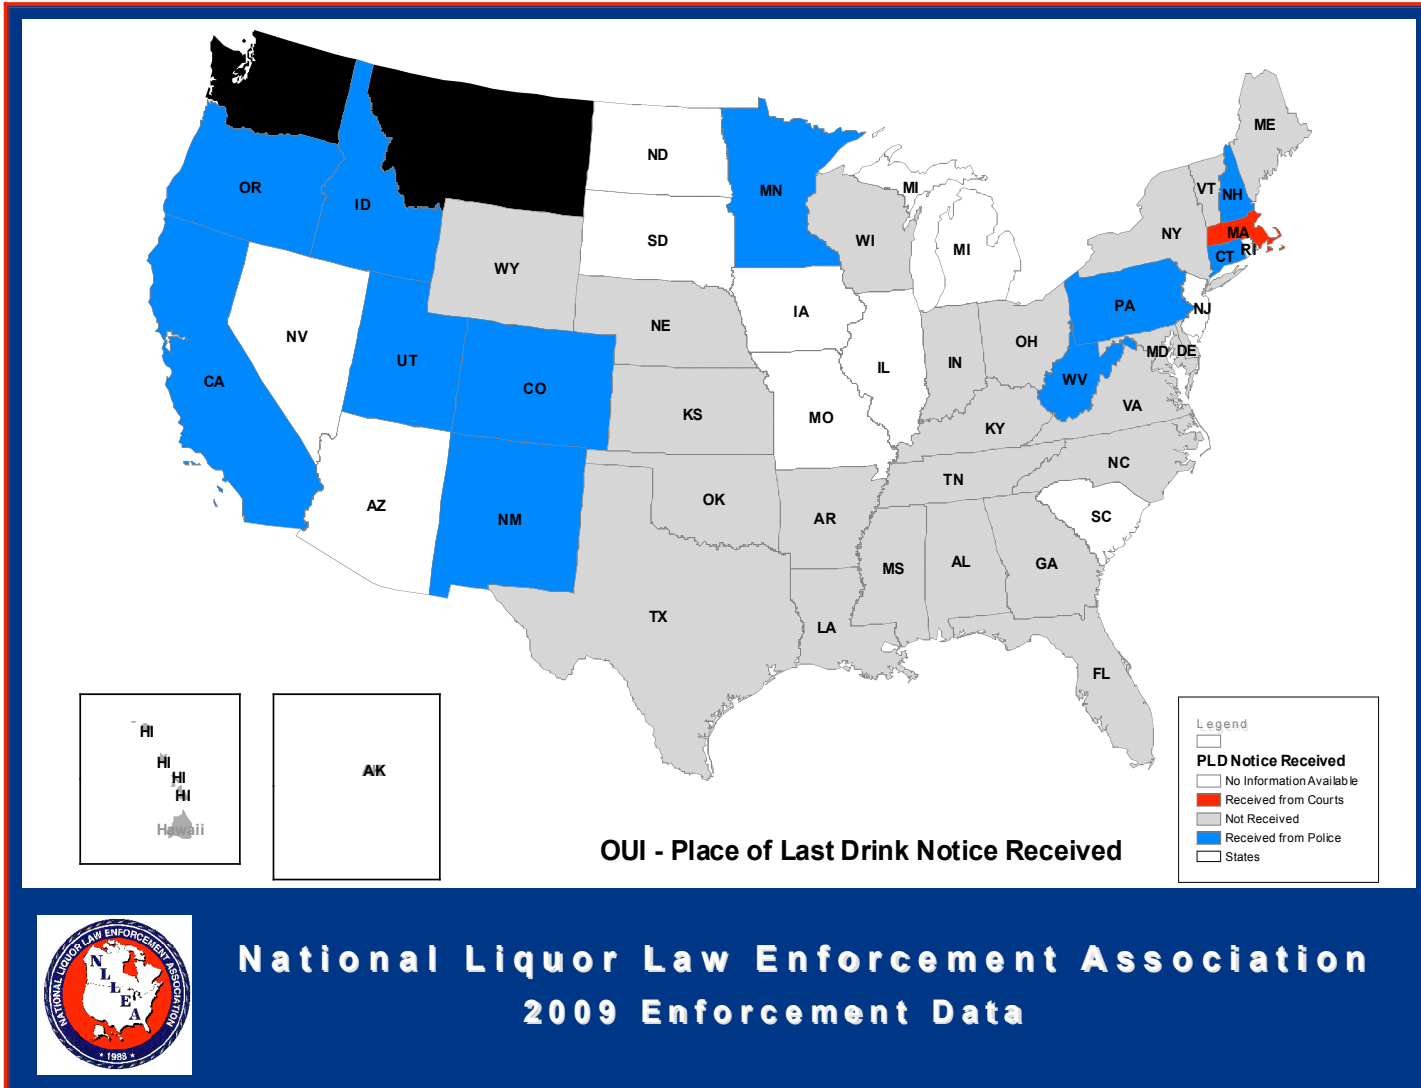 ME
ND
MI
MN
VT
NH
OR
ID
NY
MA
SD
WI
MI
CT RI
WY
PA
IA
NJ
NE
NV
OH
MD DE
UT
IN
IL
CA
CO
WV
VA
KS
MO
KY
NC
TN
AZ
OK
SC
NM
AR
AL
GA
MS
TX
LA
FL
HI
HI
HI
HI
Hawaii
AK
Legend
PLD Notice Received
No Information Available
Received from Courts
Not Received
Received from Police
States
OUI - Place of Last Drink Notice Received
NATIONAL LIQUOR LAW ENFORCEMENT ASSOCIATION
NLLEA
* 1988 *
National Liquor Law Enforcement Association
2009 Enforcement Data